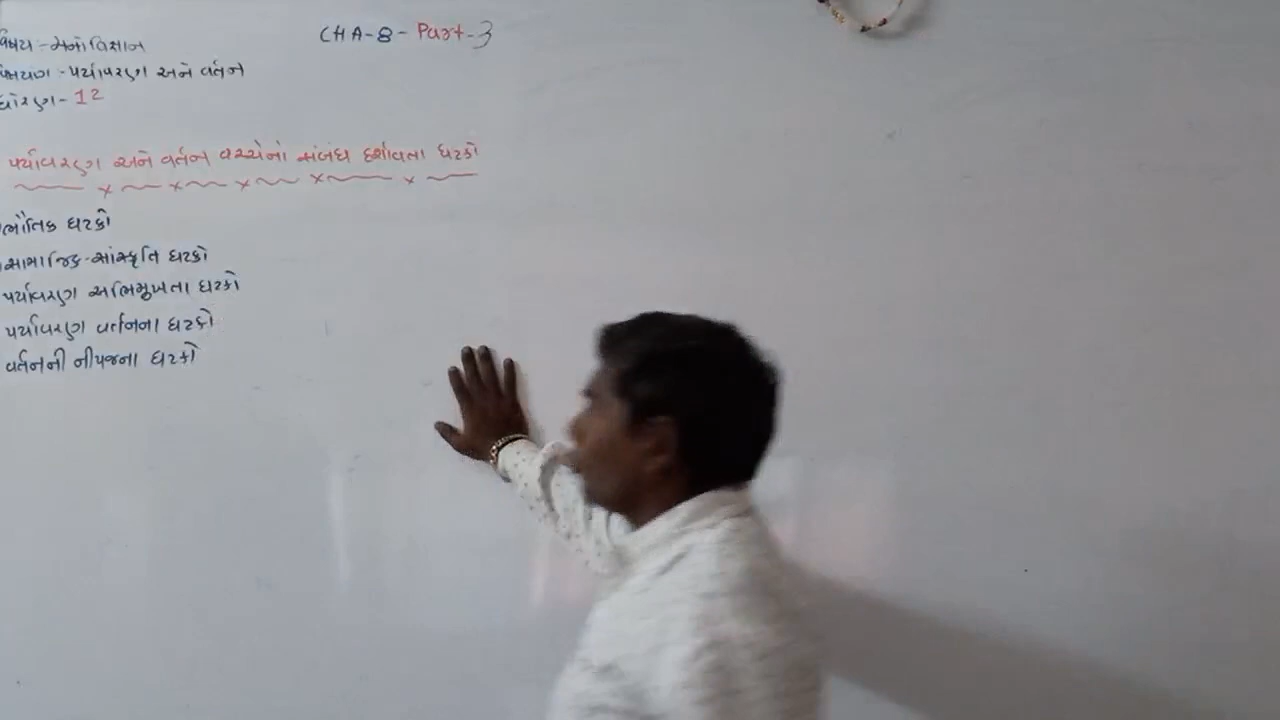 CHA-8-Part-3
વિષય :- મનોવિજ્ઞાન
:- પર્યાવરણ અને વર્તન
ધોરણ - 12
પર્યાવરણ અને વર્તન વચ્ચેનાં સંબંધ દર્શાવતા ઘટકો
ભૌતિક ઘટકો
સામાજિક-સાંસ્કૃતિ ઘટકો
પર્યાવરણ અભિમુખતા ઘટકો
પર્યાવરણ વર્તનના ઘટકો
વર્તનની નીપજના ઘટકો